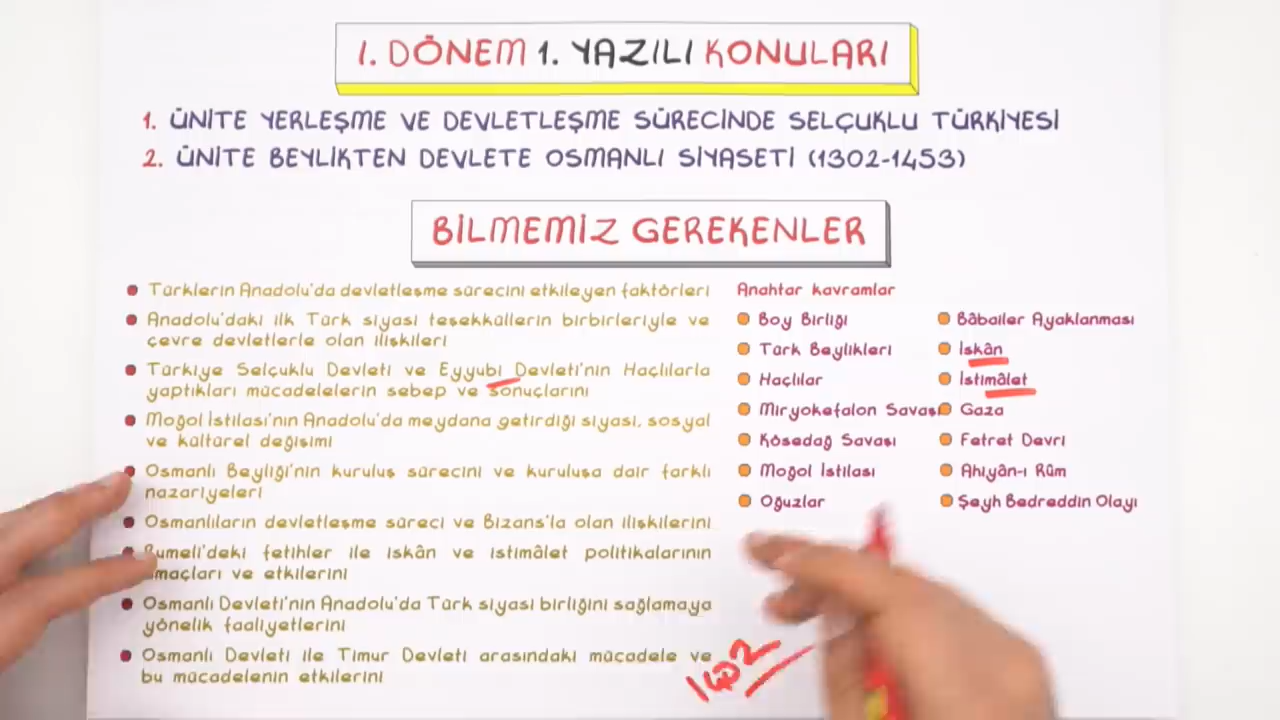 1. DÖNEM 1. YAZILI KONULARI
1. ÜNİTE YERLEŞME VE DEVLETLEŞME SÜRECİNDE SELÇUKLU TÜRKİYESİ
2. ÜNİTE BEYLİKTEN DEVLETE OSMANLI SİYASETİ (1302-1453)
BİLMEMİZ GEREKENLER
Türklerin Anadolu'da devletleşme sürecini etkileyen faktörleri
Anadolu'daki ilk Türk siyasi teşekküllerin birbirleriyle ve
çevre devletlerle olan ilişkileri
Türkiye Selçuklu Devleti ve Eyyubi Devleti'nin Haçlılarla
yaptıkları mücadelelerin sebep ve sonuçlarını
Moğol İstilası'nın Anadolu'da meydana getirdiği siyasi, sosyal
ve kültürel değişimi
Osmanlı Beyliği'nin kuruluş sürecini ve kuruluşa dair farklı
nazariyeleri
Osmanlıların devletleşme süreci ve Bizans'la olan ilişkilerini
Rumeli'deki fetihler ile iskân ve istimâlet politikalarının
amaçları ve etkilerini
Osmanlı Devleti'nin Anadolu'da Türk siyasi birliğini sağlamaya
yönelik faaliyetlerini
Osmanlı Devleti ile Timur Devleti arasındaki mücadele ve
bu mücadelenin etkilerini
1402
Anahtar kavramlar
Boy Birliği
Türk Beylikleri
Haçlılar
Miryokefalon Savaşı
Kösedağ Savaşı
Moğol İstilası
Oğuzlar
Bâbailer Ayaklanması
İskân
İstimâlet
Gaza
Fetret Devri
Ahiyân-ı Rûm
Şeyh Bedreddin Olayı